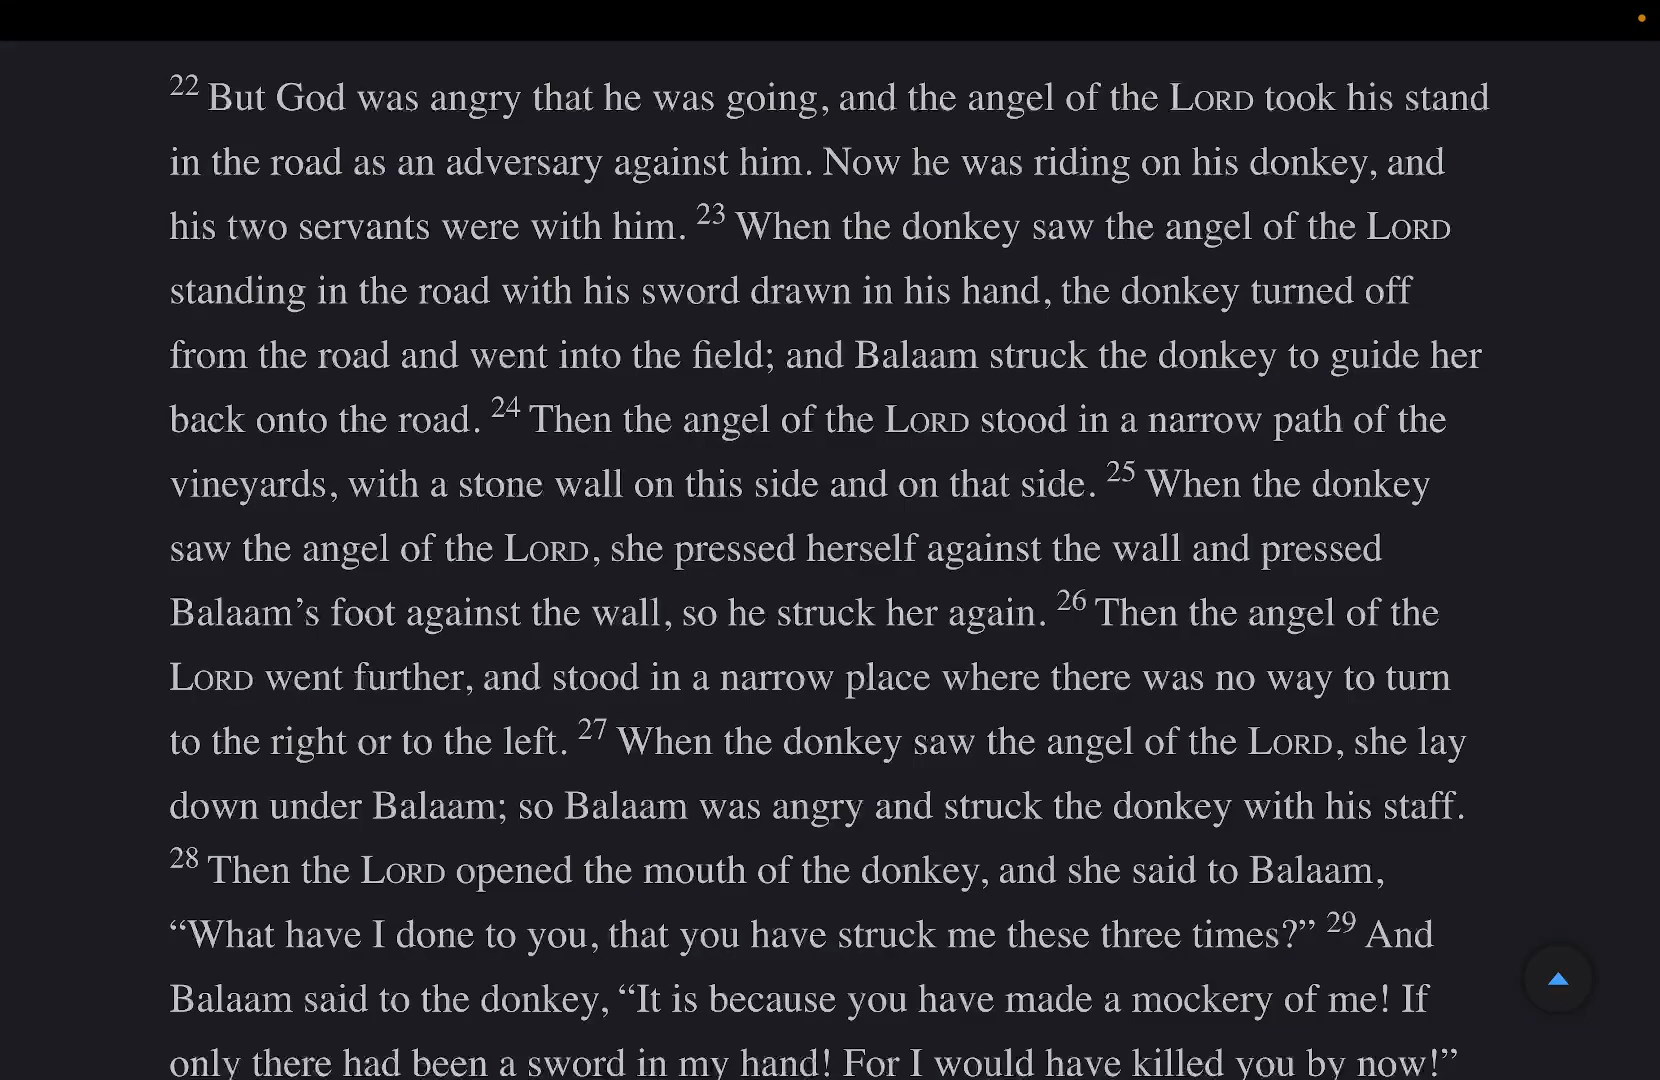 22 But God was angry that he was going, and the angel of the LORD took his stand
in the road as an adversary against him. Now he was riding on his donkey, and
his two servants were with him. 23 When the donkey saw the angel of the LORD
standing in the road with his sword drawn in his hand, the donkey turned off
from the road and went into the field; and Balaam struck the donkey to guide her
back onto the road. 24 Then the angel of the LORD stood in a narrow path of the
vineyards, with a stone wall on this side and on that side. 25 When the donkey
saw the angel of the LORD, she pressed herself against the wall and pressed
Balaam’s foot against the wall, so he struck her again. 26 Then the angel of the
LORD went further, and stood in a narrow place where there was no way to turn
to the right or to the left. 27 When the donkey saw the angel of the LORD, she lay
down under Balaam; so Balaam was angry and struck the donkey with his staff.
28 Then the LORD opened the mouth of the donkey, and she said to Balaam,
“What have I done to you, that you have struck me these three times?” 29 And
Balaam said to the donkey, “It is because you have made a mockery of me! If
only there had been a sword in my hand! For I would have killed you by now!”